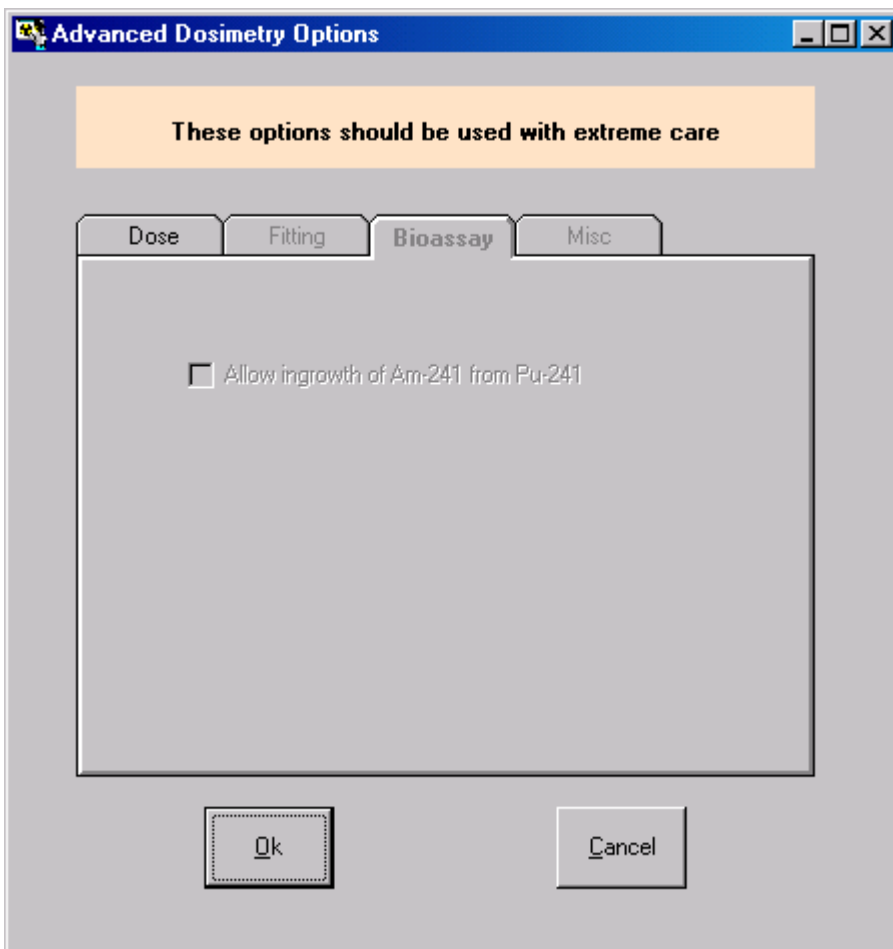 Advanced Dosimetry Options
These options should be used with extreme care
Dose Fitting Bioassay Misc
Allow ingrowth of Am-241 from Pu-241
Ok Cancel